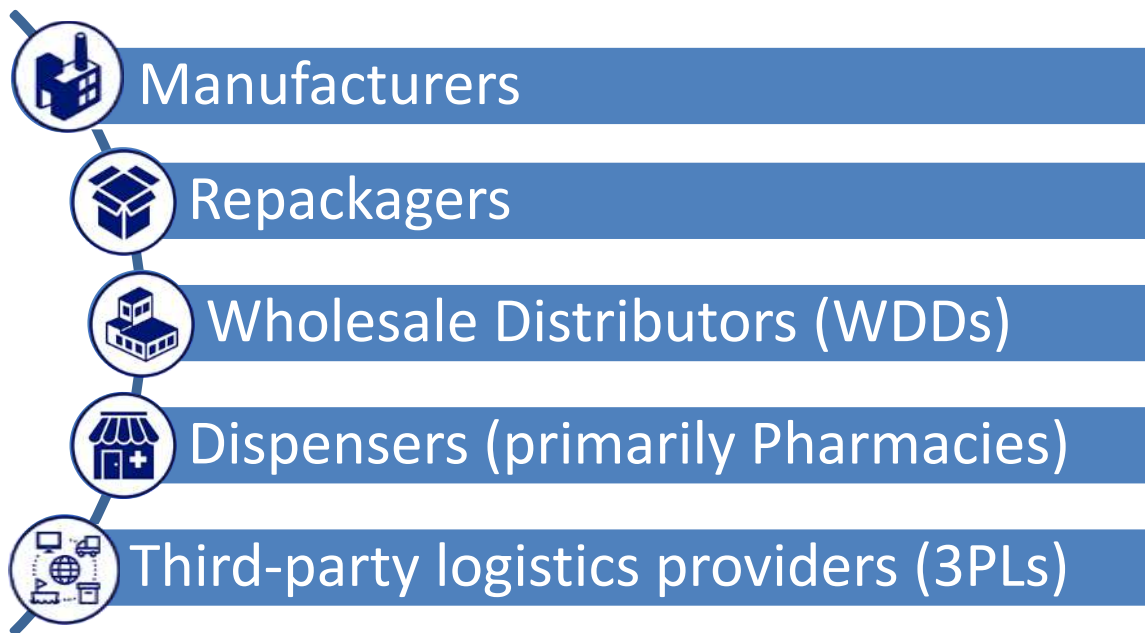 Manufacturers
Repackagers
Wholesale Distributors (WDDs)
Dispensers (primarily Pharmacies)
Third-party logistics providers (3PLs)